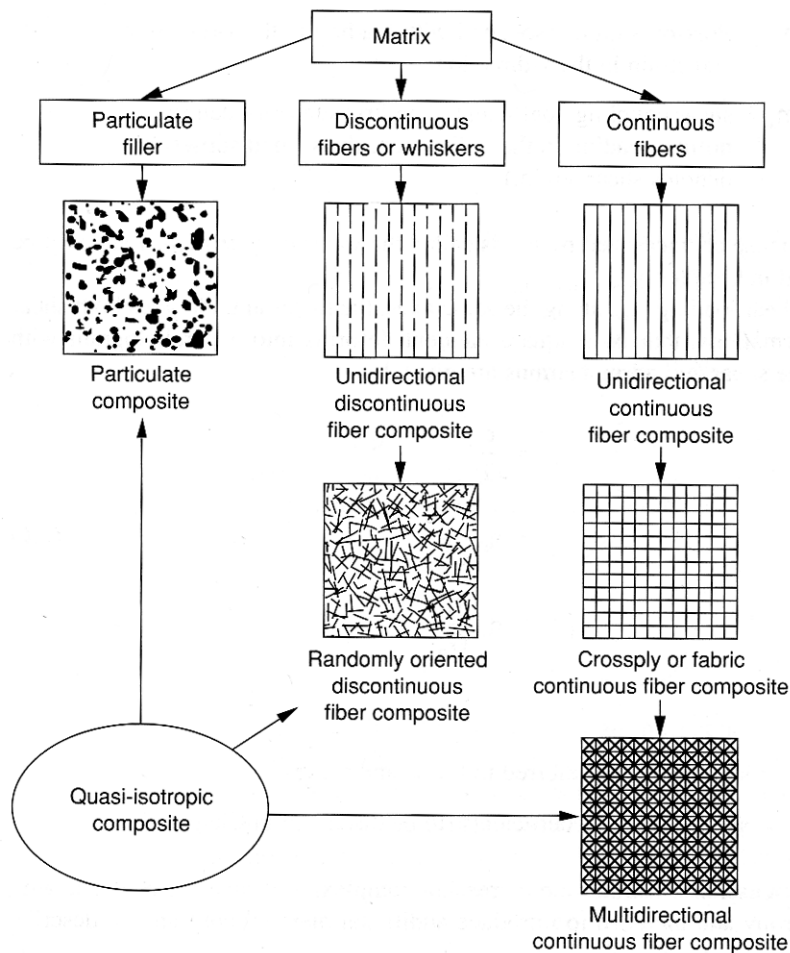 Matrix
Particulate
filler
Discontinuous
fibers or whiskers
Continuous
fibers
Particulate
composite
Unidirectional
discontinuous
fiber composite
Unidirectional
continuous
fiber composite
Randomly oriented
discontinuous
fiber composite
Crossply or fabric
continuous fiber composite
Quasi-isotropic
composite
Multidirectional
continuous fiber composite